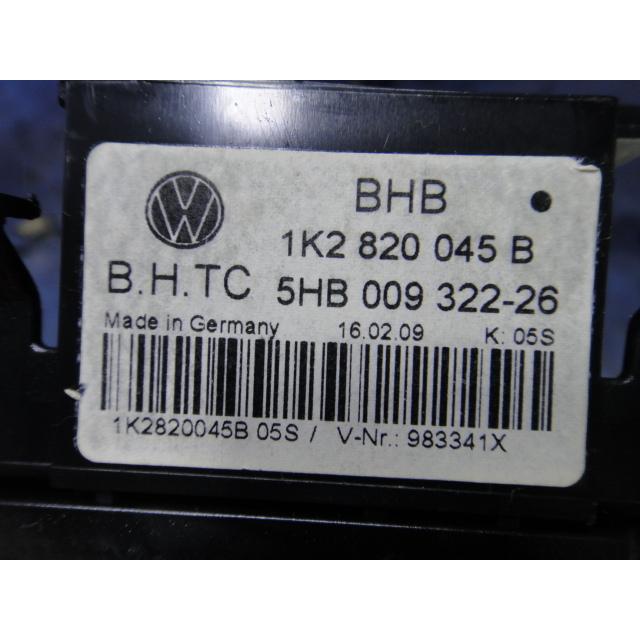 BHB
1K2 820 045 B
B.H.TC 5HB 009 322-26
Made in Germany 16.02.09 K: 05S
1K2820045B 05S / V-Nr.: 983341X